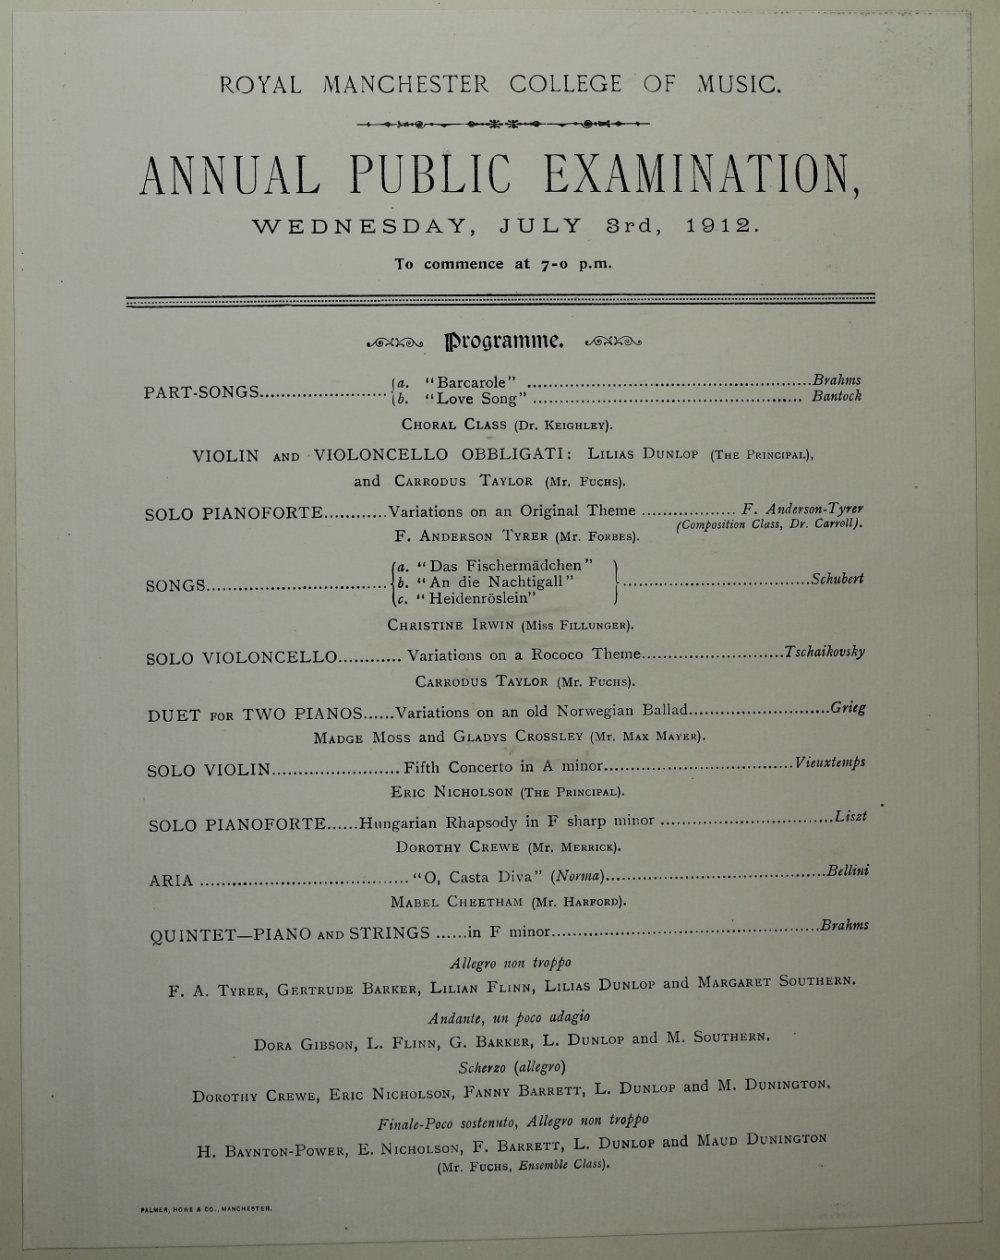 ROYAL MANCHESTER COLLEGE OF MUSIC.
ANNUAL PUBLIC EXAMINATION,
WEDNESDAY, JULY 3rd, 1912.
To commence at 7-0 p.m.
Programme.
PART-SONGS........................ {a. “Barcarole” ........................Brahms
{b. “Love Song” ........................ Bantock
CHORAL CLASS (DR. KEIGHLEY).
VIOLIN AND VIOLONCELLO OBBLIGATI: LILIAS DUNLOP (THE PRINCIPAL),
and CARRODUS TAYLOR (MR. FUCHS).
SOLO PIANOFORTE............Variations on an Original Theme ................. F. Anderson-Tyrer
(Composition Class, Dr. Carroll).
F. ANDERSON TYRER (MR. FORBES).
SONGS........................ {a. “Das Fischermädchen”
{b. “An die Nachtigall” } ........................Schubert
{c. “Heidenröslein”
CHRISTINE IRWIN (MISS FILLUNGER).
SOLO VIOLONCELLO............ Variations on a Rococo Theme........................Tschaikovsky
CARRODUS TAYLOR (MR. FUCHS).
DUET FOR TWO PIANOS......Variations on an old Norwegian Ballad........................Grieg
MADGE MOSS and GLADYS CROSSLEY (MR. MAX MAYER).
SOLO VIOLIN........................ Fifth Concerto in A minor........................Vieuxtemps
ERIC NICHOLSON (THE PRINCIPAL).
SOLO PIANOFORTE......Hungarian Rhapsody in F sharp minor ........................Liszt
DOROTHY CREWE (MR. MERRICK).
ARIA ........................ “O, Casta Diva” (Norma)........................Bellini
MABEL CHEETHAM (MR. HARFORD).
QUINTET—PIANO AND STRINGS ......in F minor........................Brahms
Allegro non troppo
F. A. TYRER, GERTRUDE BARKER, LILIAN FLINN, LILIAS DUNLOP and MARGARET SOUTHERN.
Andante, un poco adagio
DORA GIBSON, L. FLINN, G. BARKER, L. DUNLOP and M. SOUTHERN.
Scherzo (allegro)
DOROTHY CREWE, ERIC NICHOLSON, FANNY BARRETT, L. DUNLOP and M. DUNINGTON.
Finale-Poco sostenuto, Allegro non troppo
H. BAYNTON-POWER, E. NICHOLSON, F. BARRETT, L. DUNLOP and MAUD DUNINGTON
(MR. FUCHS, Ensemble Class).
PALMER, HOWE & CO., MANCHESTER.